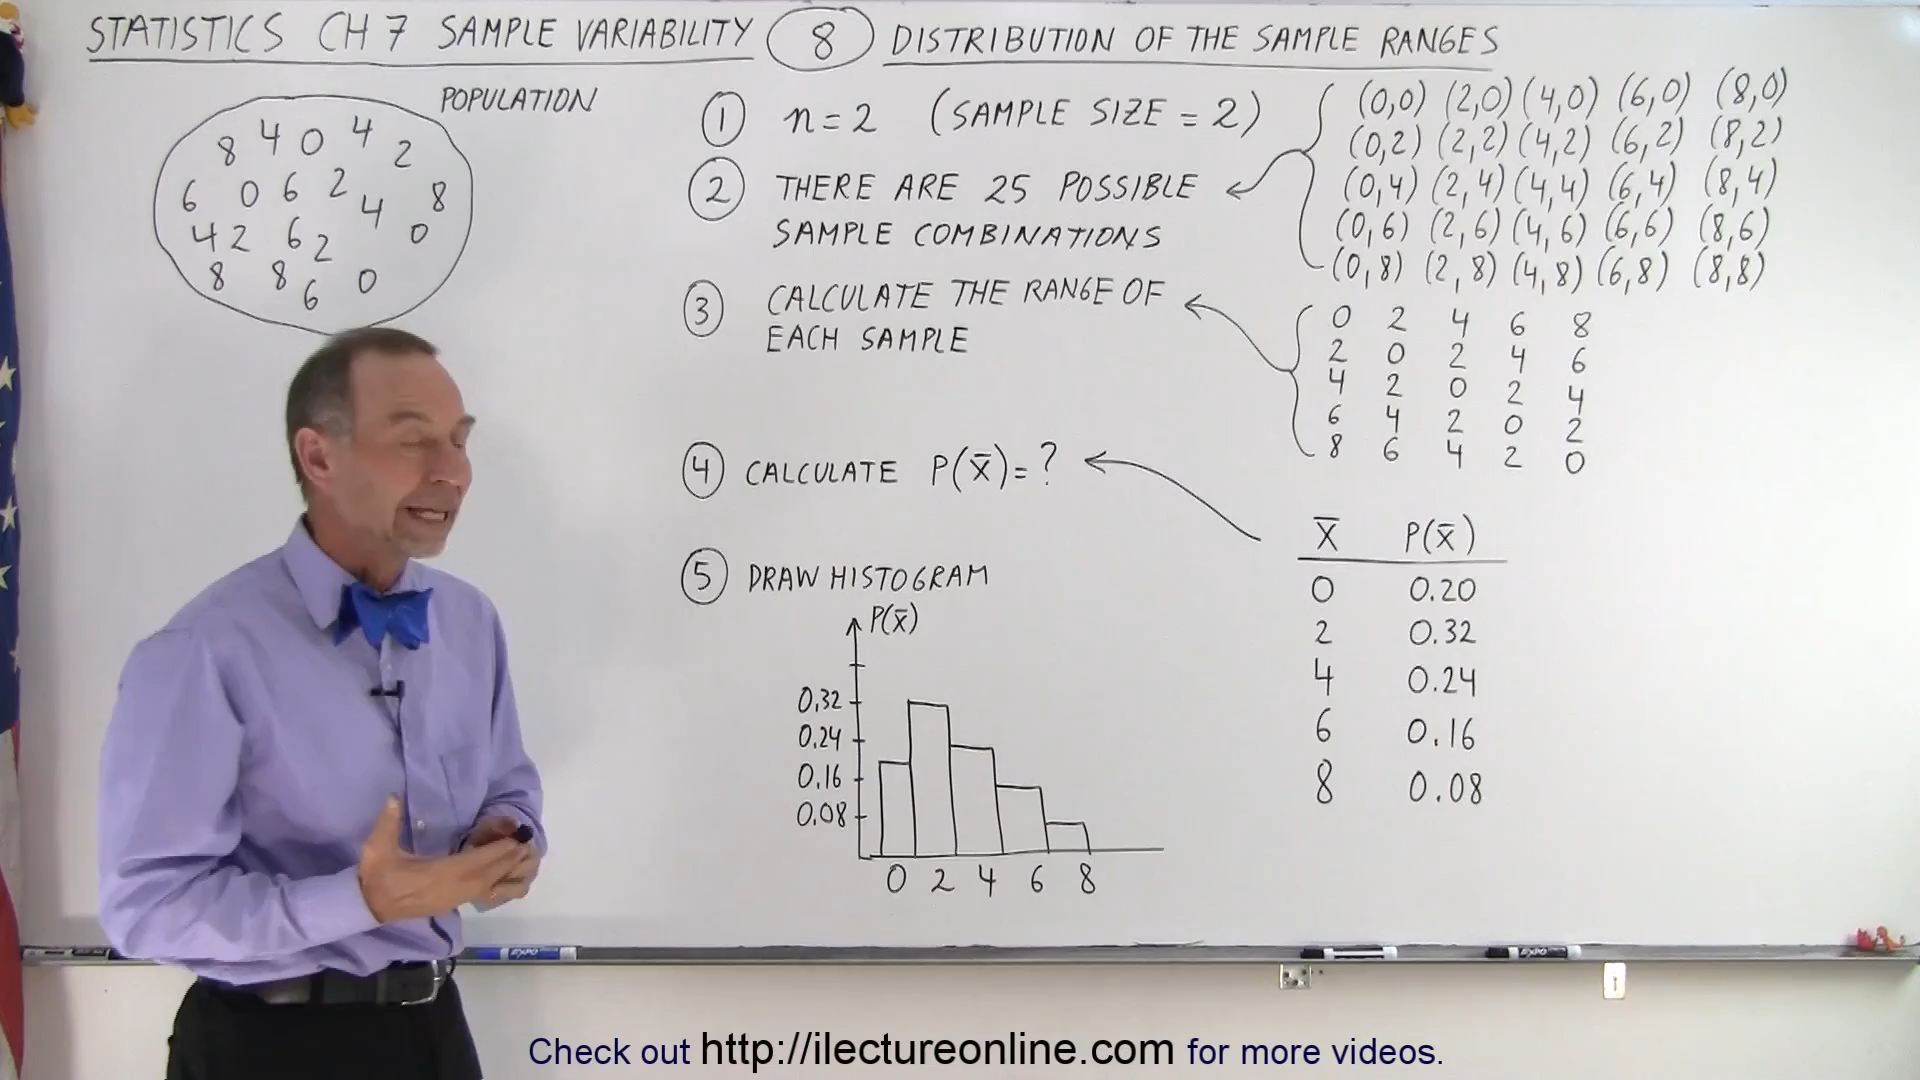 STATISTICS CH 7 SAMPLE VARIABILITY 8 DISTRIBUTION OF THE SAMPLE RANGES
POPULATION
8 4 0 4 2
6 0 6 2 4 8
4 2 6 2 0
8 8 6 0
1 n = 2 (SAMPLE SIZE = 2)
2 THERE ARE 25 POSSIBLE
SAMPLE COMBINATIONS
(0,0) (2,0) (4,0) (6,0) (8,0)
(0,2) (2,2) (4,2) (6,2) (8,2)
(0,4) (2,4) (4,4) (6,4) (8,4)
(0,6) (2,6) (4,6) (6,6) (8,6)
(0,8) (2,8) (4,8) (6,8) (8,8)
3 CALCULATE THE RANGE OF
EACH SAMPLE
0 2 4 6 8
2 0 2 4 6
4 2 0 2 4
6 4 2 0 2
8 6 4 2 0
4 CALCULATE P(x̄) = ?
x̄ P(x̄)
0 0.20
2 0.32
4 0.24
6 0.16
8 0.08
5 DRAW HISTOGRAM
P(x̄)
0.32
0.24
0.16
0.08
0 2 4 6 8
EXPO
EXPO
Check out http://ilectureonline.com for more videos.